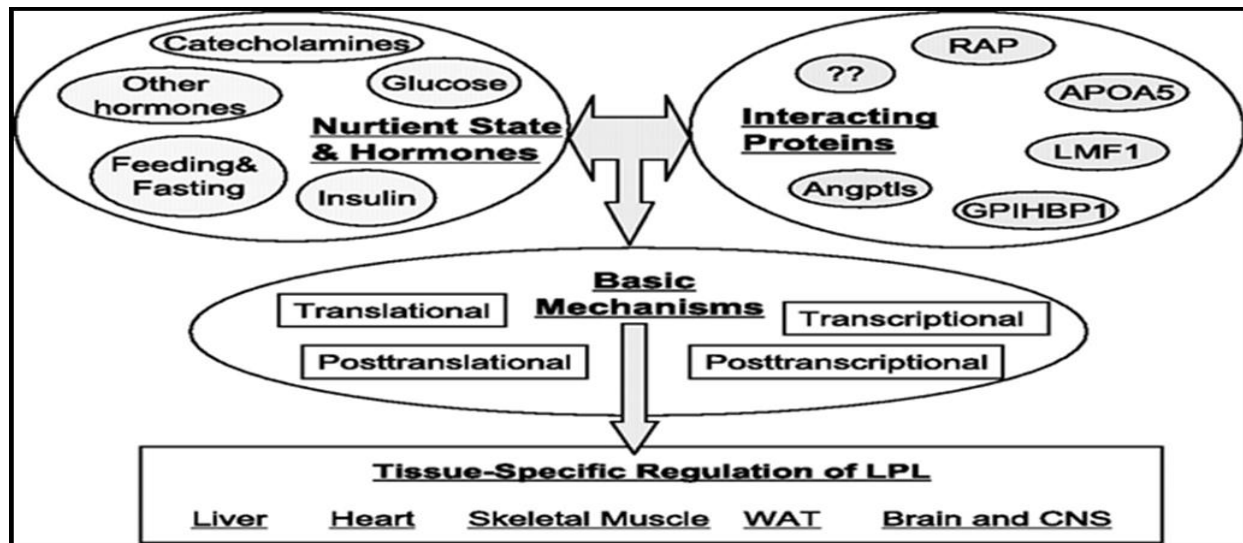 Catecholamines
Other
hormones
Glucose
Nurtient State
& Hormones
Feeding&
Fasting
Insulin
RAP
??
APOA5
Interacting
Proteins
LMF1
Angptls
GPIHBP1
Basic
Mechanisms
Translational
Transcriptional
Posttranslational
Posttranscriptional
Tissue-Specific Regulation of LPL
Liver Heart Skeletal Muscle WAT Brain and CNS